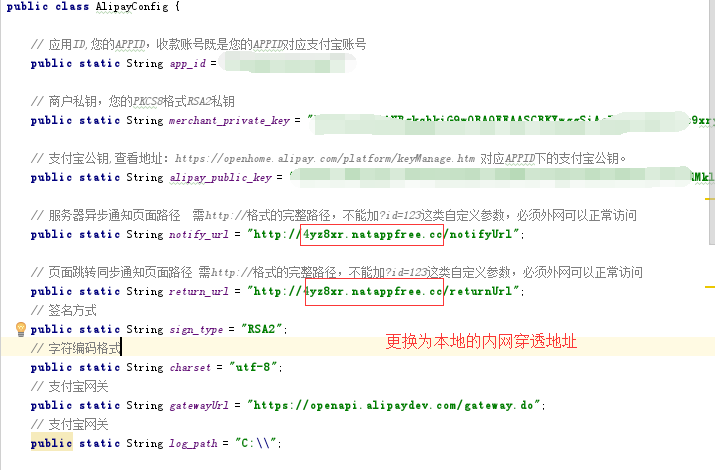 public class AlipayConfig {
// 应用ID,您的APPID，收款账号既是您的APPID对应支付宝账号
public static String app_id =
// 商户私钥，您的PKCS8格式RSA2私钥
public static String merchant_private_key = "
// 支付宝公钥,查看地址：https://openhome.alipay.com/platform/keyManage.htm 对应APPID下的支付宝公钥。
public static String alipay_public_key = "
// 服务器异步通知页面路径 需http://格式的完整路径，不能加?id=123这类自定义参数，必须外网可以正常访问
public static String notify_url = "http://4yz8xr.natappfree.cc/notifyUrl";
// 页面跳转同步通知页面路径 需http://格式的完整路径，不能加?id=123这类自定义参数，必须外网可以正常访问
public static String return_url = "http://4yz8xr.natappfree.cc/returnUrl";
// 签名方式
public static String sign_type = "RSA2";
更换为本地的内网穿透地址
// 字符编码格式
public static String charset = "utf-8";
// 支付宝网关
public static String gatewayUrl = "https://openapi.alipaydev.com/gateway.do";
// 支付宝网关
public static String log_path = "C:\\";